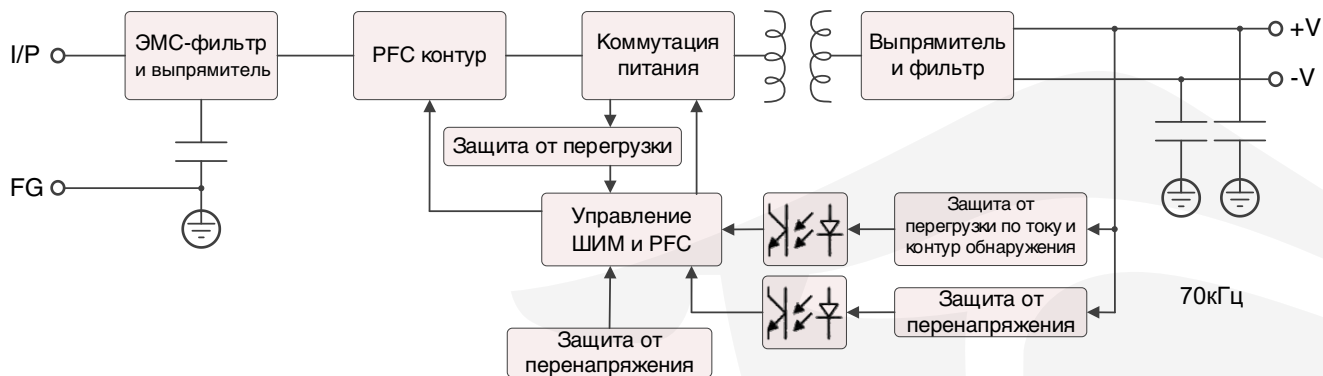 I/P
ЭМС-фильтр
и выпрямитель
PFC контур
Коммутация
питания
Выпрямитель
и фильтр
+V
-V
Защита от перегрузки
FG
Управление
ШИМ и PFC
Защита от
перегрузки по току и
контур обнаружения
Защита от
перенапряжения
70кГц
Защита от
перенапряжения